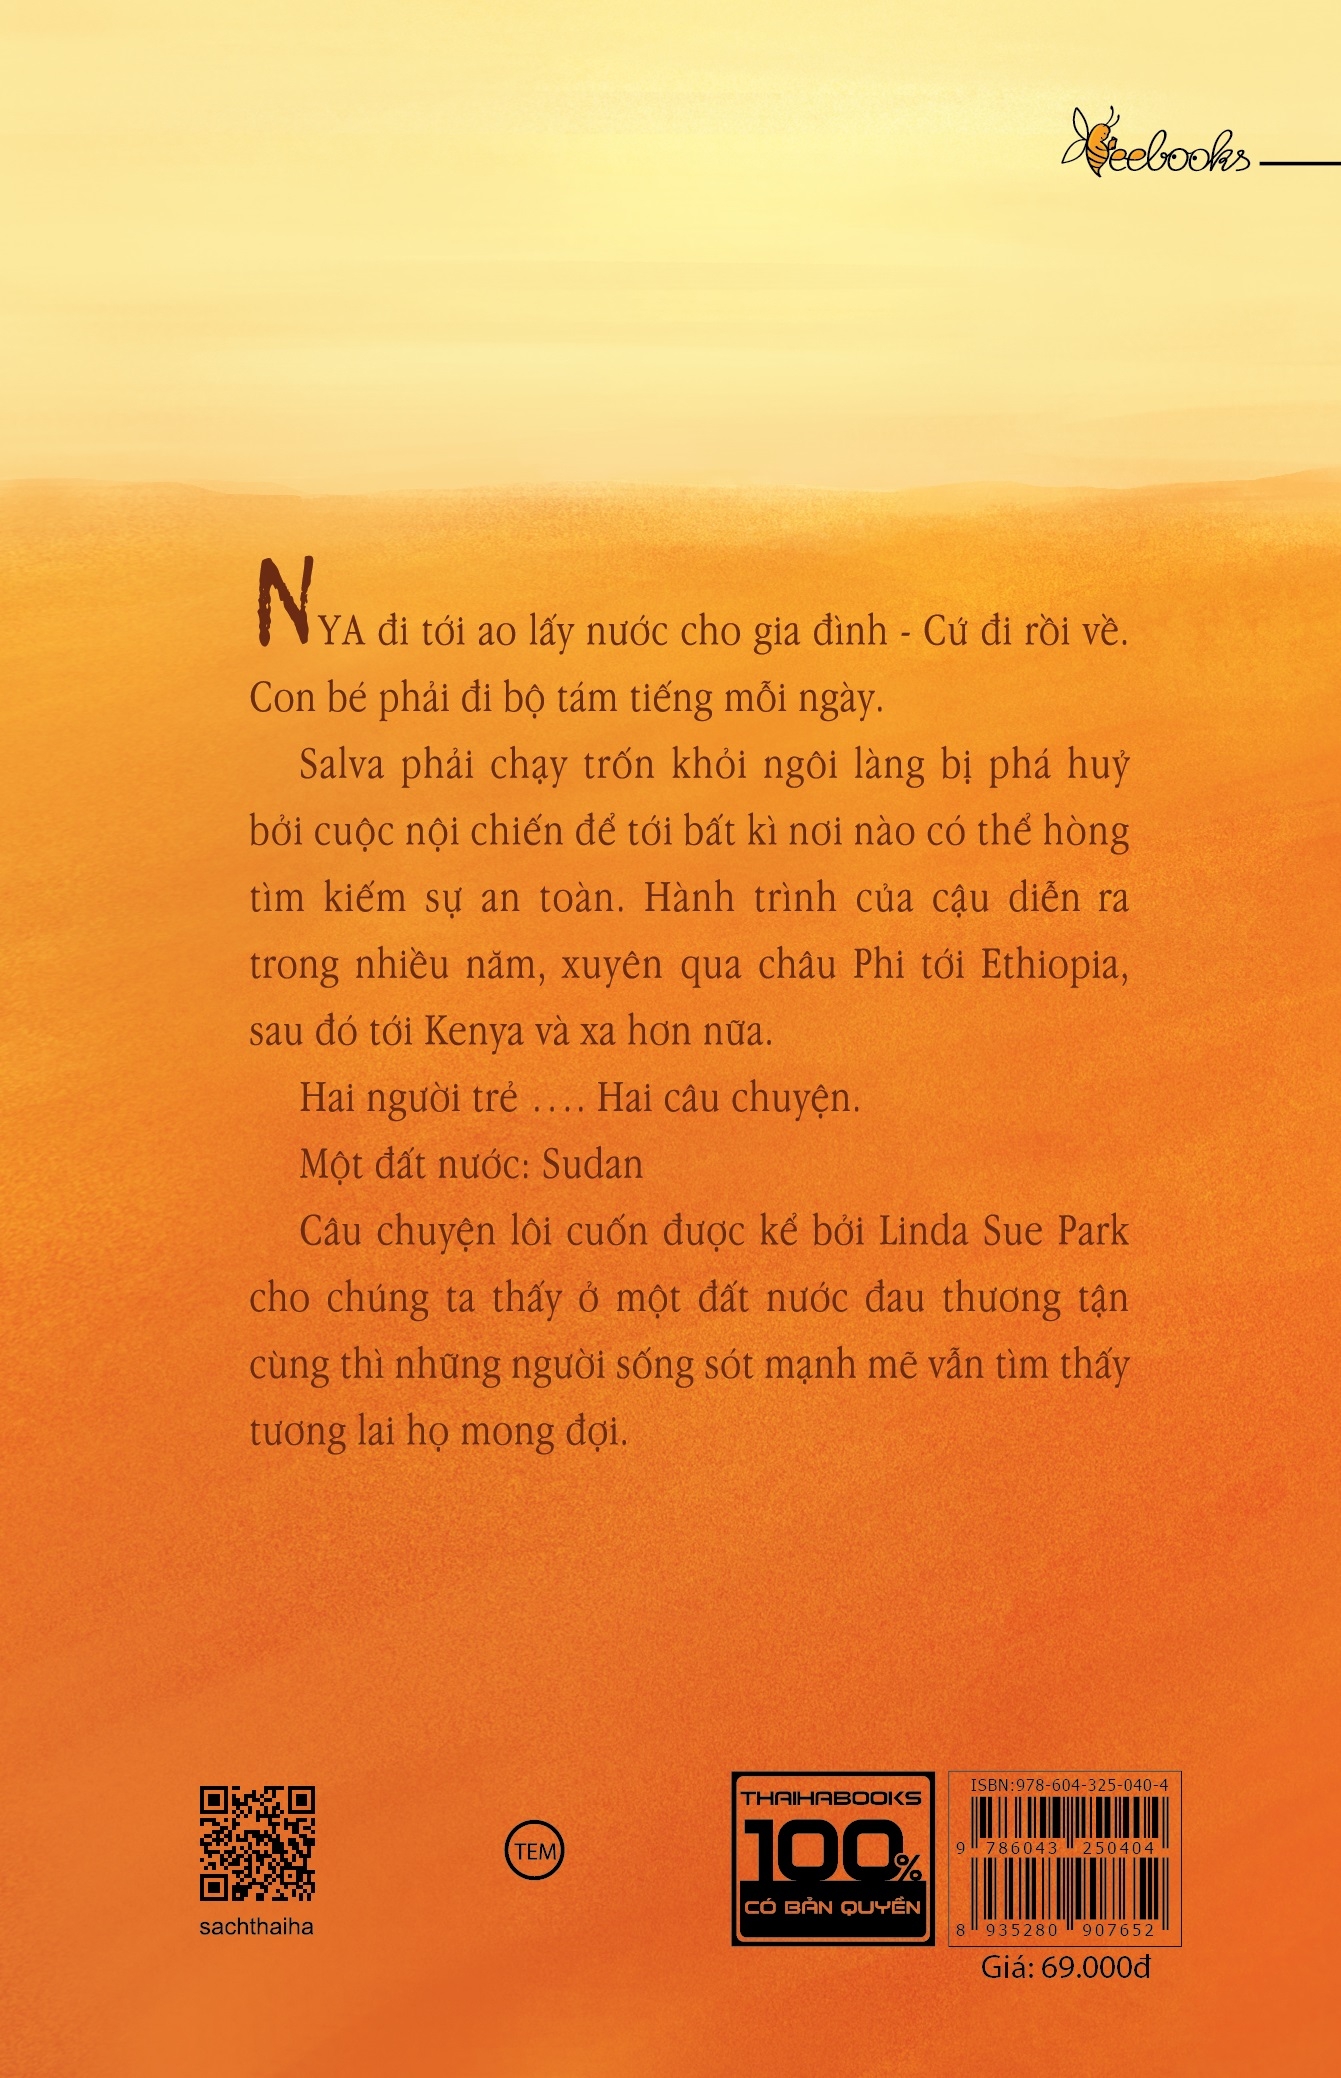 Beebooks
NYA đi tới ao lấy nước cho gia đình - Cứ đi rồi về.
Con bé phải đi bộ tám tiếng mỗi ngày.
Salva phải chạy trốn khỏi ngôi làng bị phá huỷ
bởi cuộc nội chiến để tới bất kì nơi nào có thể hòng
tìm kiếm sự an toàn. Hành trình của cậu diễn ra
trong nhiều năm, xuyên qua châu Phi tới Ethiopia,
sau đó tới Kenya và xa hơn nữa.
Hai người trẻ .... Hai câu chuyện.
Một đất nước: Sudan
Câu chuyện lôi cuốn được kể bởi Linda Sue Park
cho chúng ta thấy ở một đất nước đau thương tận
cùng thì những người sống sót mạnh mẽ vẫn tìm thấy
tương lai họ mong đợi.
sachthaiha
TEM
THAIHABOOKS
100%
CÓ BẢN QUYỀN
ISBN:978-604-325-040-4
9 786043 250404
8 935280 907652
Giá: 69.000đ